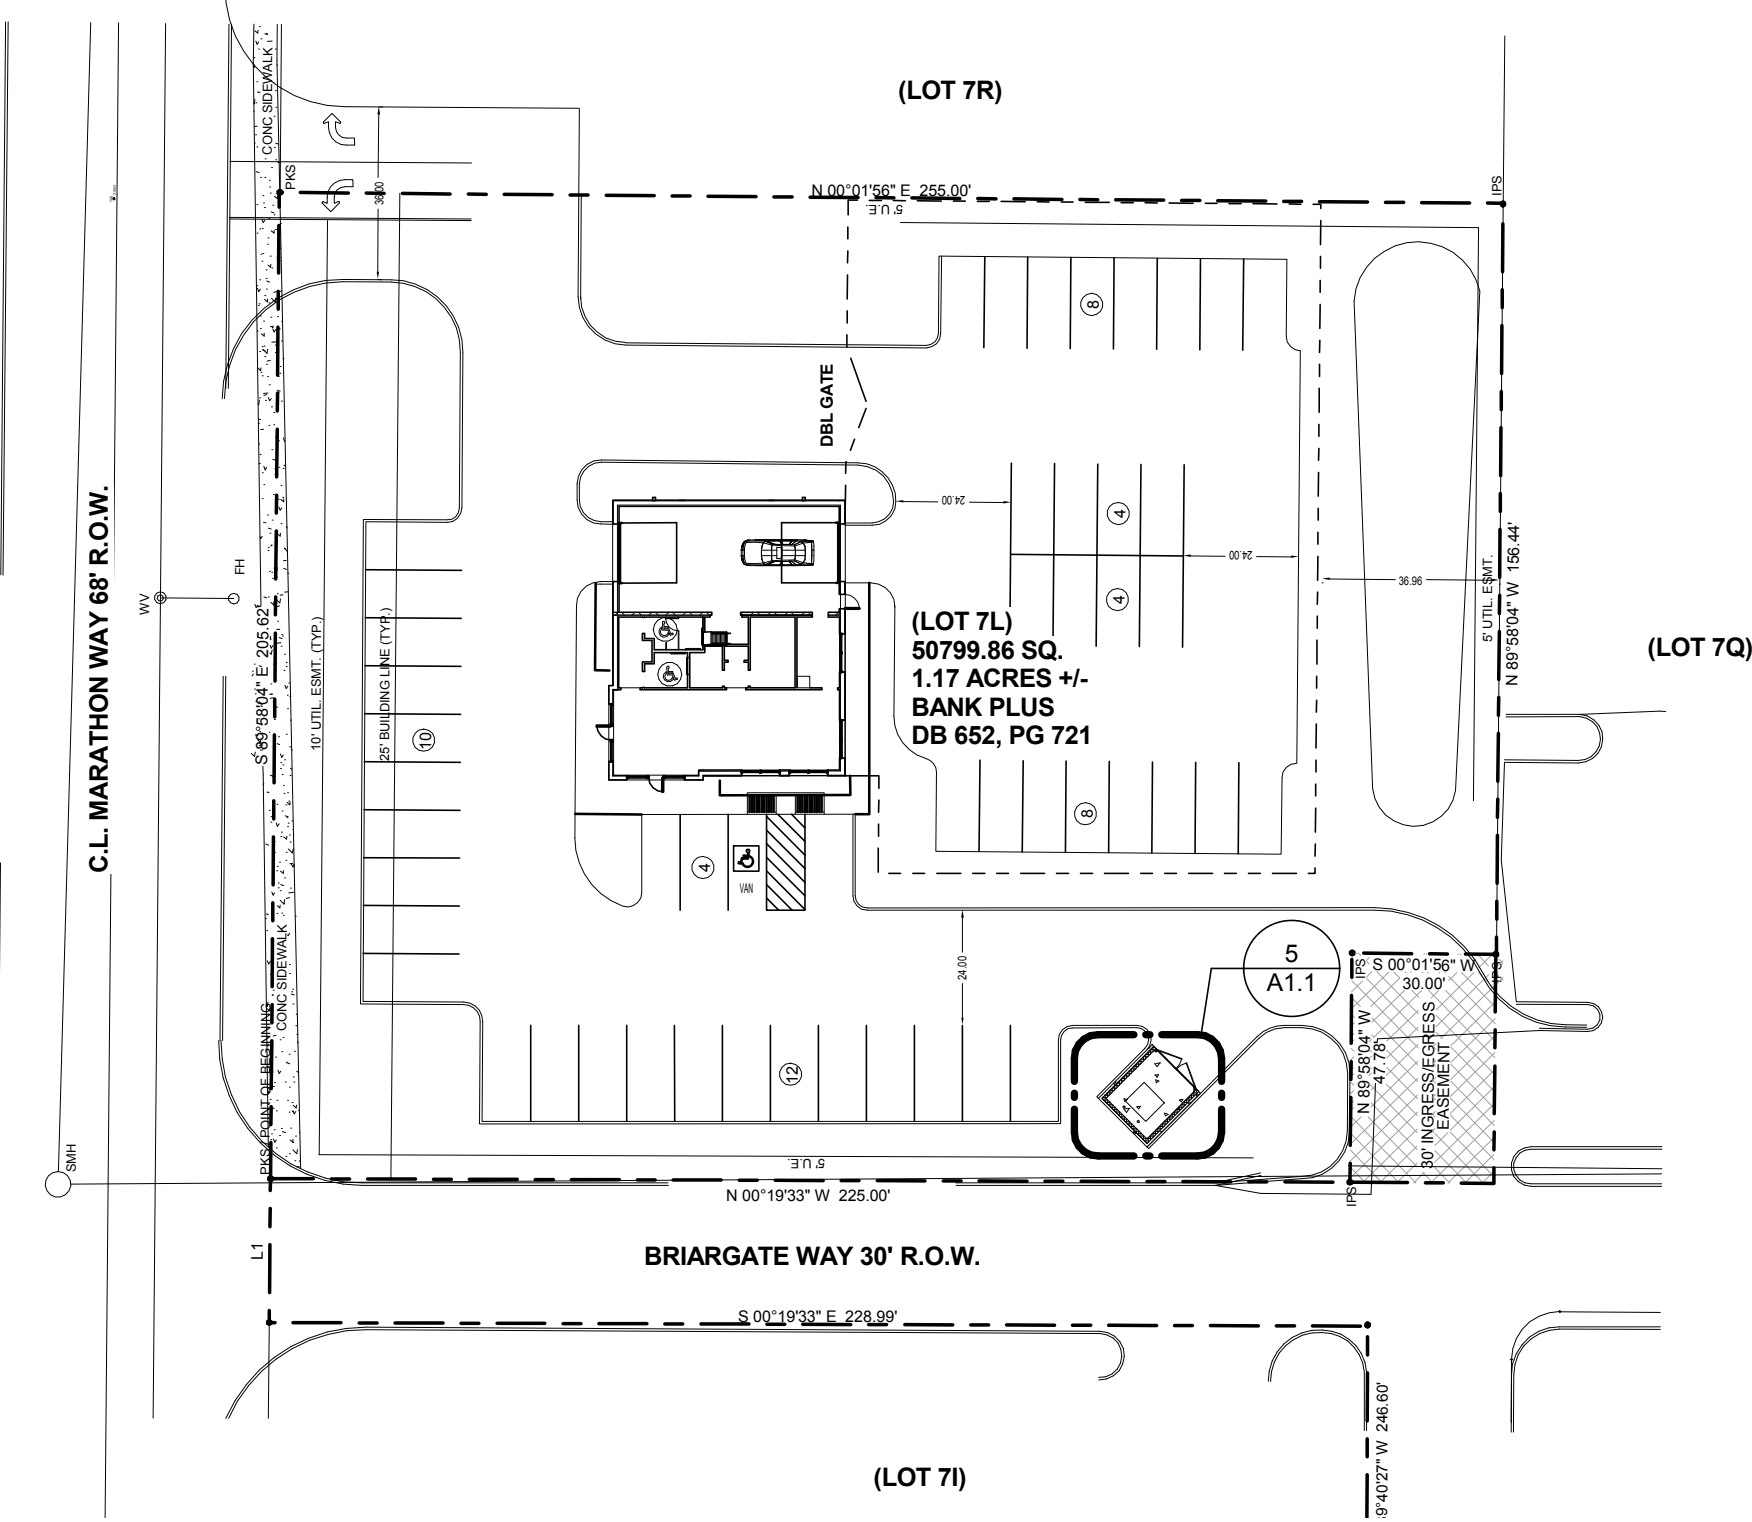 (LOT 7R)
CONC SIDEWALK
PKS
36.00
N 00°01'56" E 255.00'
5' U.E.
IPS
8
DBL GATE
24.00
4
24.00
4
36.96
5' UTIL. ESMT.
N 89°58'04" W 156.44'
(LOT 7Q)
C.L. MARATHON WAY 68' R.O.W.
WV
FH
S 89°58'04" E 205.62'
10' UTIL. ESMT. (TYP.)
25' BUILDING LINE (TYP.)
10
(LOT 7L)
50799.86 SQ.
1.17 ACRES +/-
BANK PLUS
DB 652, PG 721
8
4
VAN
24.00
5
A1.1
IPS
S 00°01'56" W
30.00'
IPS
N 89°58'04" W
47.78'
30' INGRESS/EGRESS
EASEMENT
CONC SIDEWALK
PKS POINT OF BEGINNING
12
SMH
5' U.E.
N 00°19'33" W 225.00'
IPS
L1
BRIARGATE WAY 30' R.O.W.
S 00°19'33" E 228.99'
(LOT 7I)
9°40'27" W 246.60'